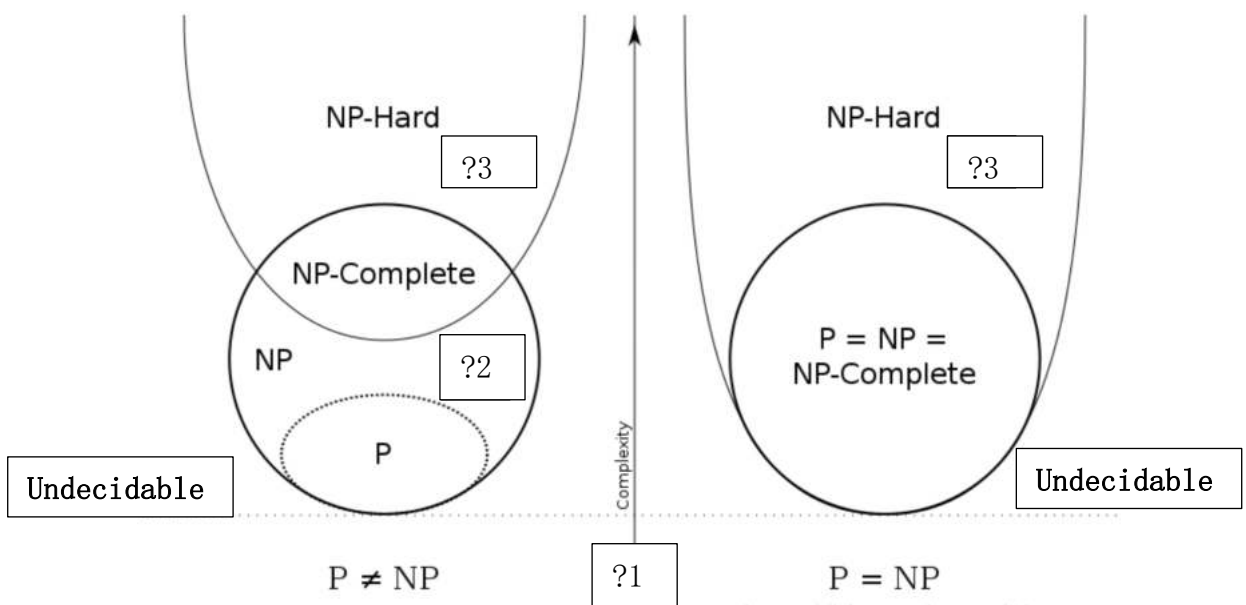 NP-Hard
?3
NP-Complete
NP
?2
P
Undecidable
P ≠ NP
Complexity
?1
NP-Hard
?3
P = NP =
NP-Complete
Undecidable
P = NP